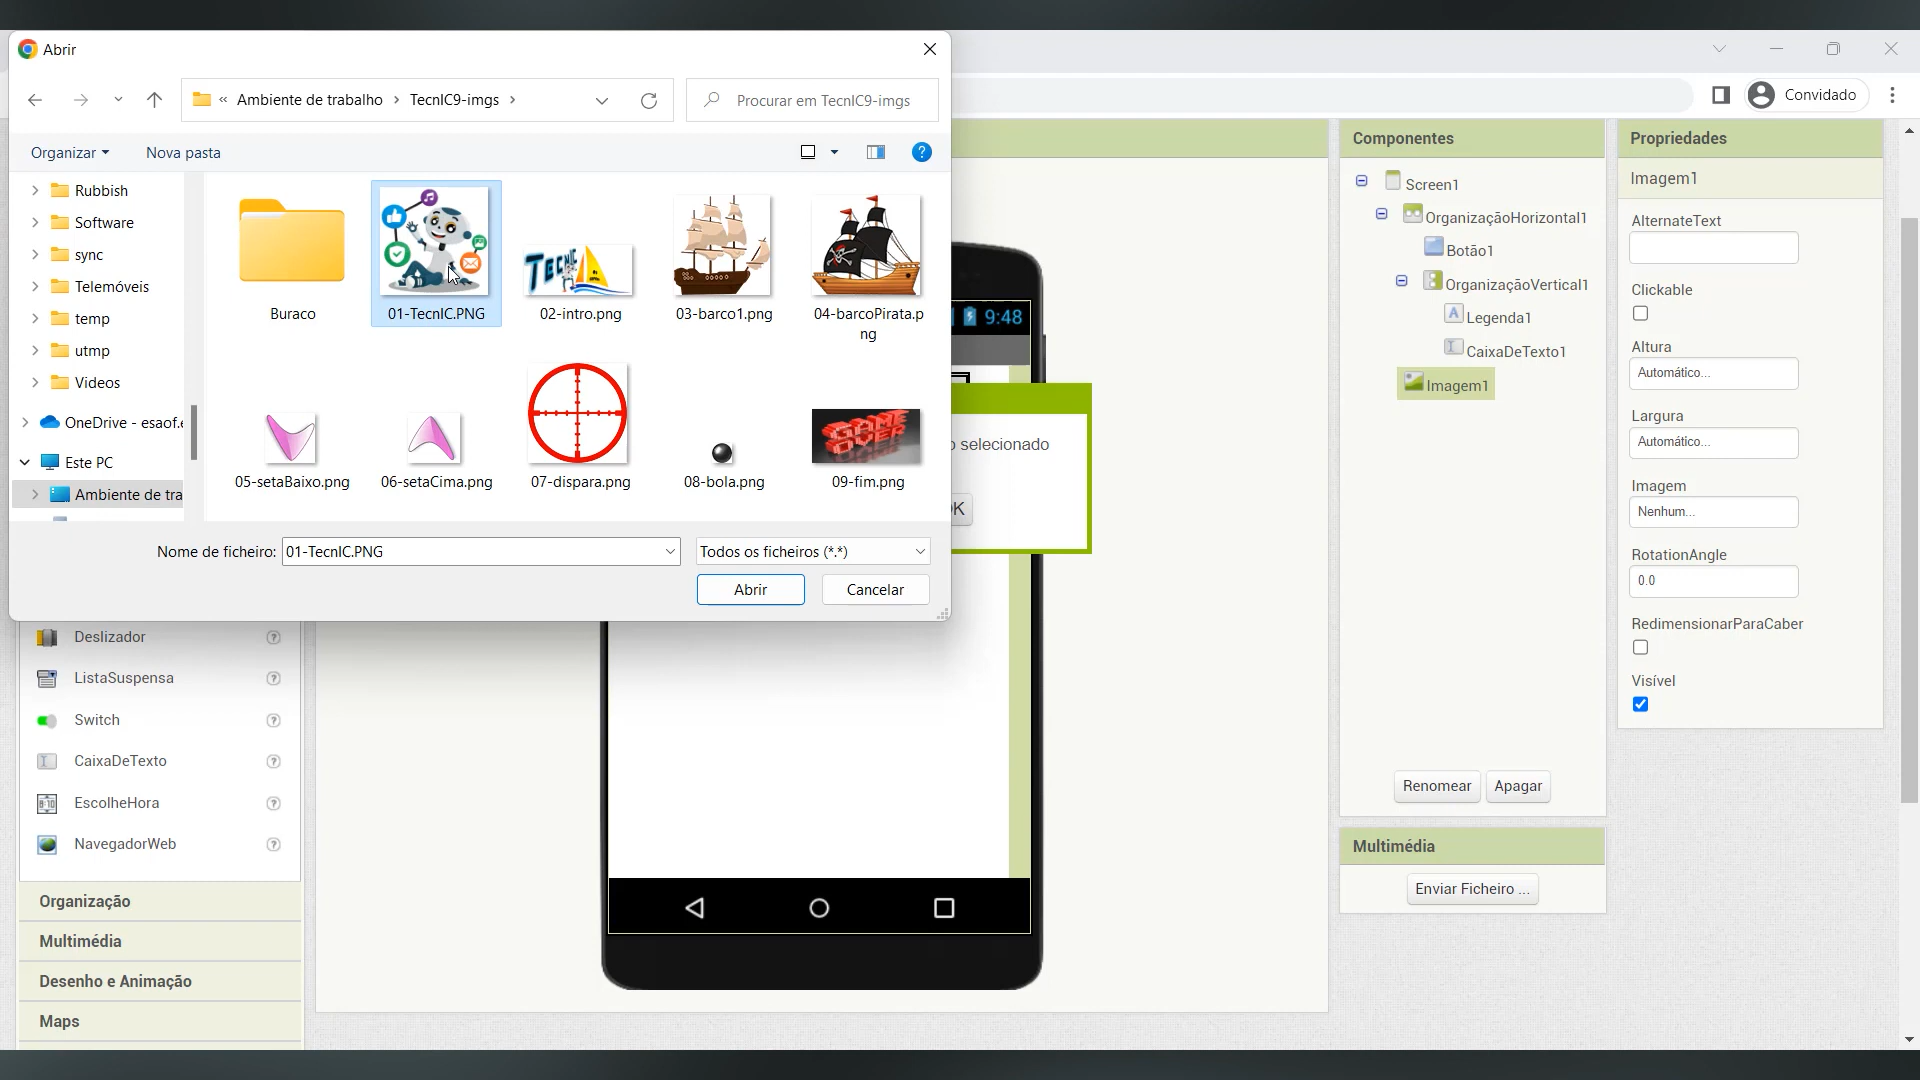 Abrir
« Ambiente de trabalho › TecnIC9-imgs ›
Procurar em TecnIC9-imgs
Organizar
Nova pasta
Rubbish
Software
sync
Telemóveis
temp
utmp
Videos
OneDrive - esaof.e
Este PC
Ambiente de tra
Buraco
01-TecnIC.PNG
02-intro.png
03-barco1.png
04-barcoPirata.p
ng
05-setaBaixo.png
06-setaCima.png
07-dispara.png
08-bola.png
GAME
OVER
09-fim.png
Nome de ficheiro:
01-TecnIC.PNG
Todos os ficheiros (*.*)
Abrir
Cancelar
Convidado
9:48
o selecionado
OK
Deslizador
ListaSuspensa
Switch
CaixaDeTexto
EscolheHora
NavegadorWeb
Organização
Multimédia
Desenho e Animação
Maps
Componentes
Screen1
OrganizaçãoHorizontal1
Botão1
OrganizaçãoVertical1
Legenda1
CaixaDeTexto1
Imagem1
Renomear
Apagar
Multimédia
Enviar Ficheiro ...
Propriedades
Imagem1
AlternateText
Clickable
Altura
Automático...
Largura
Automático...
Imagem
Nenhum...
RotationAngle
0.0
RedimensionarParaCaber
Visível